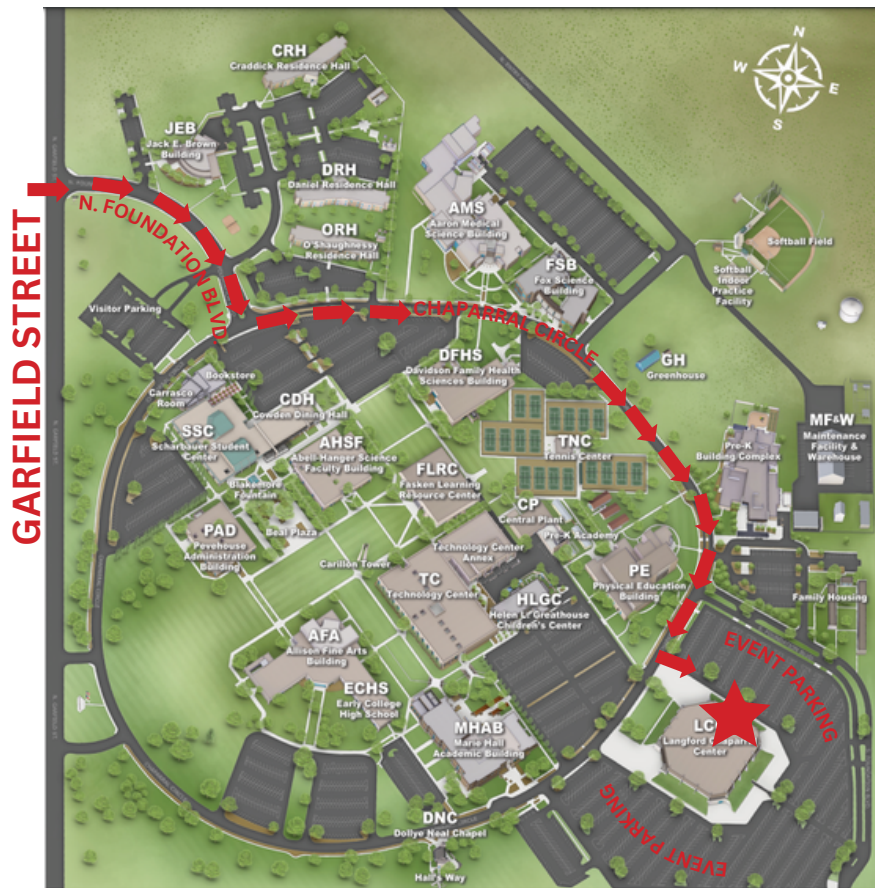 N
W
E
S
CRH
Craddick Residence Hall
JEB
Jack E. Brown
Building
DRH
Daniel Residence Hall
ORH
O'Shaughnessy
Residence Hall
AMS
Aaron Medical
Science Building
FSB
Fox Science
Building
Softball Field
Softball
Indoor
Practice
Facility
GARFIELD STREET
N. FOUNDATION BLVD.
CHAPARRAL CIRCLE
Visitor Parking
GH
Greenhouse
DFHS
Davidson Family Health
Sciences Building
Bookstore
Carrasco
Room
CDH
Cowden Dining Hall
SSC
Scharbauer Student
Center
AHSF
Abell-Hanger Science
Faculty Building
FLRC
Fasken Learning
Resource Center
TNC
Tennis Center
MF&W
Maintenance
Facility &
Warehouse
Pre-K
Building Complex
Blakemore
Fountain
Beal Plaza
PAD
Pevehouse
Administration
Building
CP
Central Plant
Pre-K Academy
Technology Center
Annex
Carillon Tower
TC
Technology Center
PE
Physical Education
Building
HLGC
Helen L. Greathouse
Children's Center
Family Housing
AFA
Allison Fine Arts
Building
ECHS
Early College
High School
MHAB
Marie Hall
Academic Building
EVENT PARKING
Langford
Center
EVENT PARKING
DNC
Dollye Neal Chapel
Hall's Way